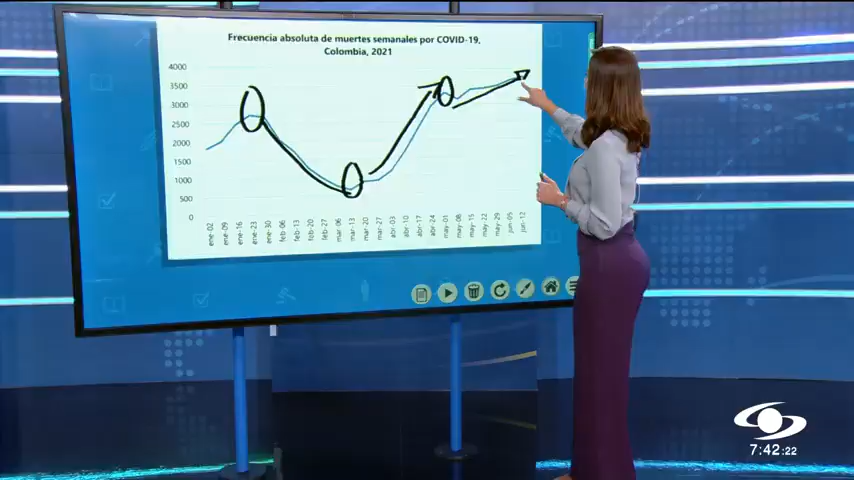 Frecuencia absoluta de muertes semanales por COVID-19,
Colombia, 2021
4000
3500
3000
2500
2000
1500
1000
500
0
ene-02
ene-09
ene-16
ene-23
ene-30
feb-06
feb-13
feb-20
feb-27
mar-06
mar-13
mar-20
mar-27
abr-03
abr-10
abr-17
abr-24
may-01
may-08
may-15
may-22
may-29
jun-05
jun-12
7:42:22